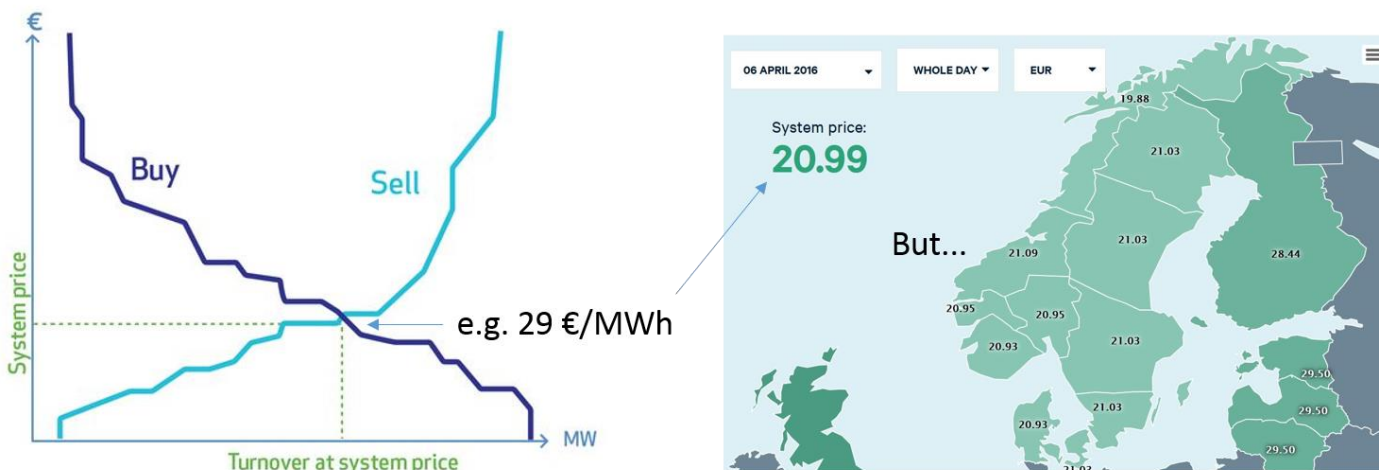 €
Buy
Sell
System price
e.g. 29 €/MWh
MW
Turnover at system price
06 APRIL 2016
WHOLE DAY
EUR
System price:
20.99
But...
19.88
21.03
21.09
21.03
28.44
20.95
20.95
20.93
21.03
29.50
21.03
29.50
20.93
29.50
21.03